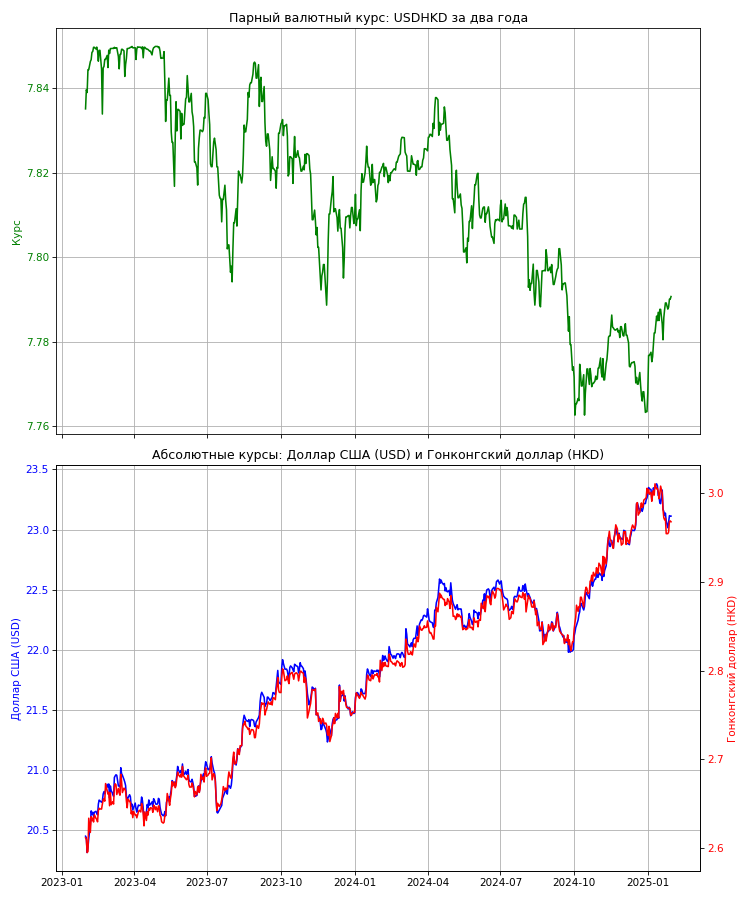 Парный валютный курс: USDHKD за два года
Курс
7.84
7.82
7.80
7.78
7.76
Абсолютные курсы: Доллар США (USD) и Гонконгский доллар (HKD)
Доллар США (USD)
23.5
23.0
22.5
22.0
21.5
21.0
20.5
3.0
2.9
2.8
2.7
2.6
Гонконгский доллар (HKD)
2023-01 2023-04 2023-07 2023-10 2024-01 2024-04 2024-07 2024-10 2025-01